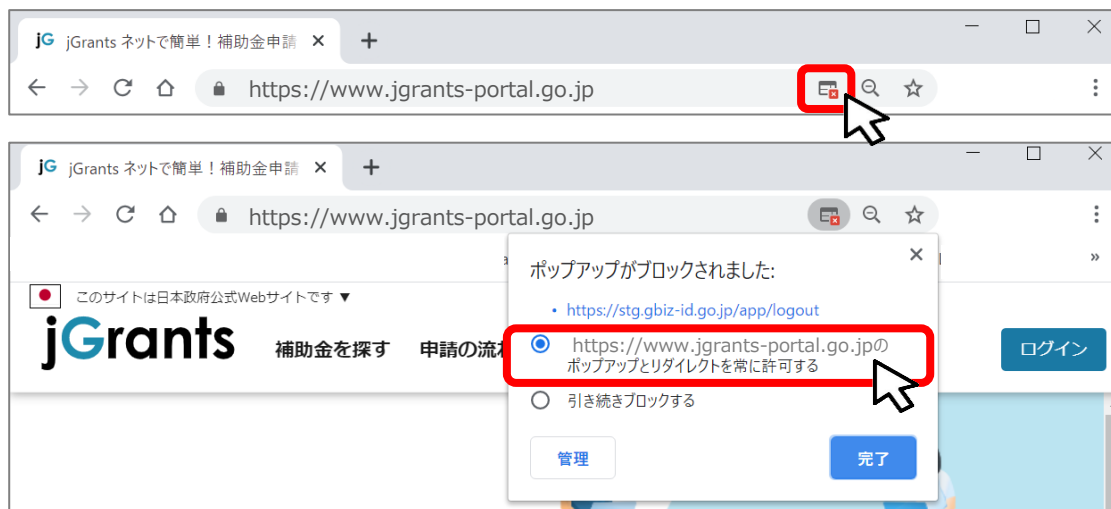 jG jGrants ネットで簡単！補助金申請
https://www.jgrants-portal.go.jp
jG jGrants ネットで簡単！補助金申請
https://www.jgrants-portal.go.jp
このサイトは日本政府公式Webサイトです ▼
jGrants 補助金を探す 申請の流れ
ログイン
ポップアップがブロックされました:
• https://stg.gbiz-id.go.jp/app/logout
https://www.jgrants-portal.go.jpの
ポップアップとリダイレクトを常に許可する
引き続きブロックする
管理 完了